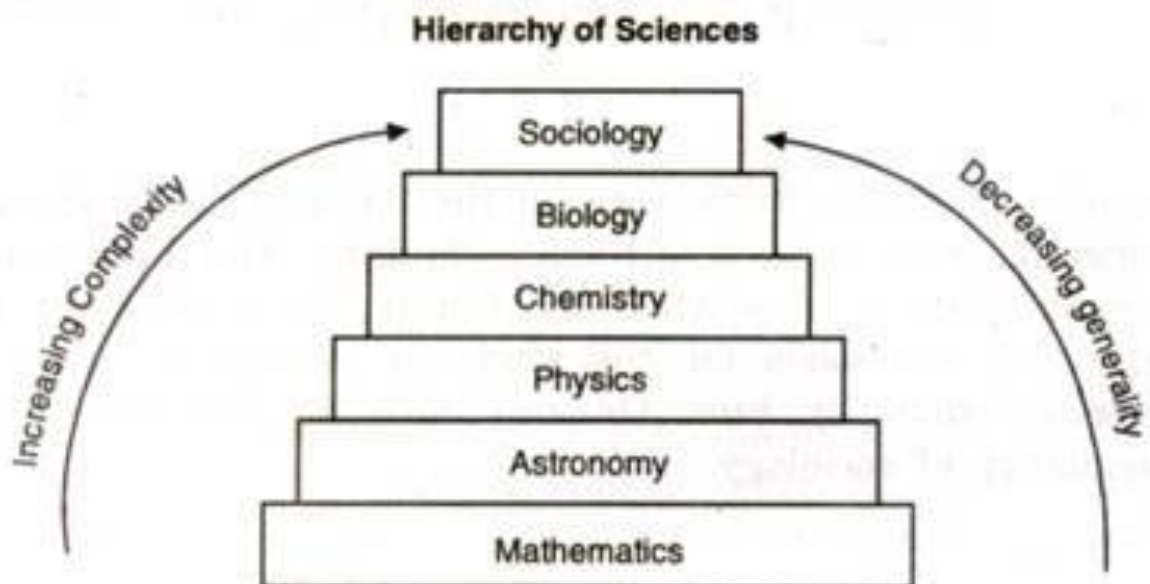 Hierarchy of Sciences
Sociology
Biology
Chemistry
Physics
Astronomy
Mathematics
Increasing Complexity
Decreasing generality